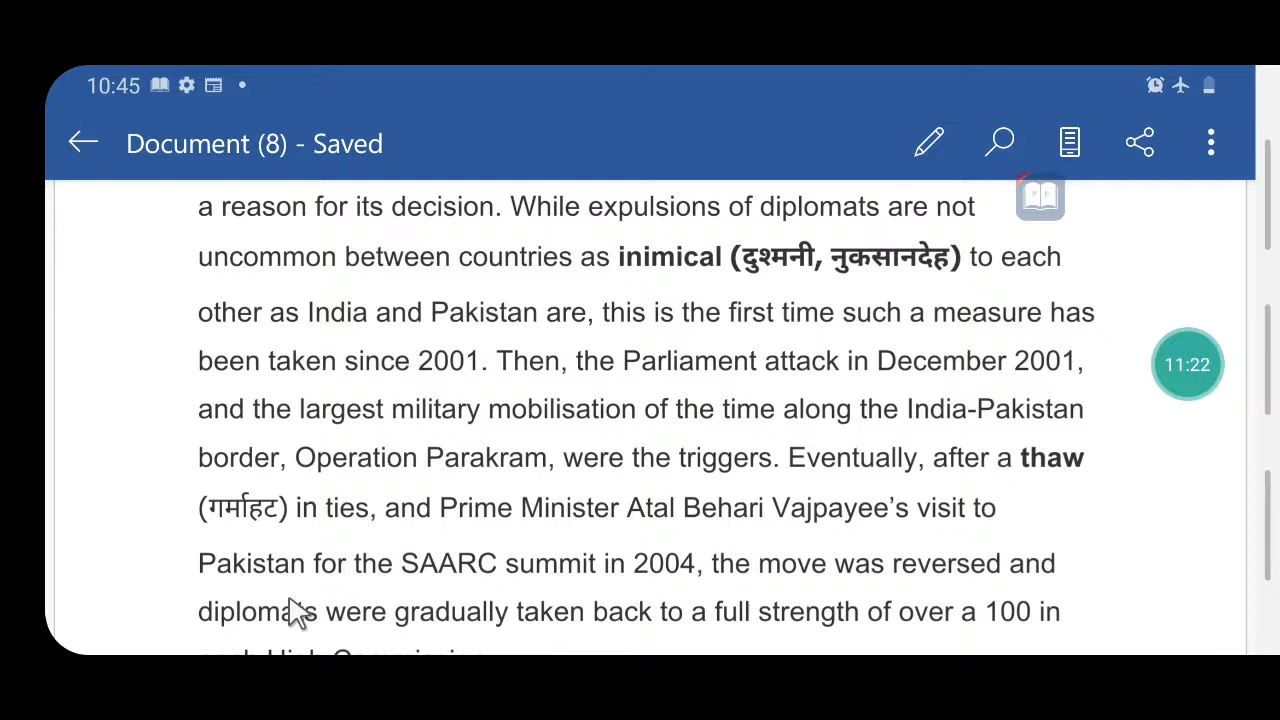 10:45
Document (8) - Saved
a reason for its decision. While expulsions of diplomats are not
uncommon between countries as inimical (दुश्मनी, नुकसानदेह) to each
other as India and Pakistan are, this is the first time such a measure has
11:22
been taken since 2001. Then, the Parliament attack in December 2001,
and the largest military mobilisation of the time along the India-Pakistan
border, Operation Parakram, were the triggers. Eventually, after a thaw
(गर्माहट) in ties, and Prime Minister Atal Behari Vajpayee’s visit to
Pakistan for the SAARC summit in 2004, the move was reversed and
diplomats were gradually taken back to a full strength of over a 100 in